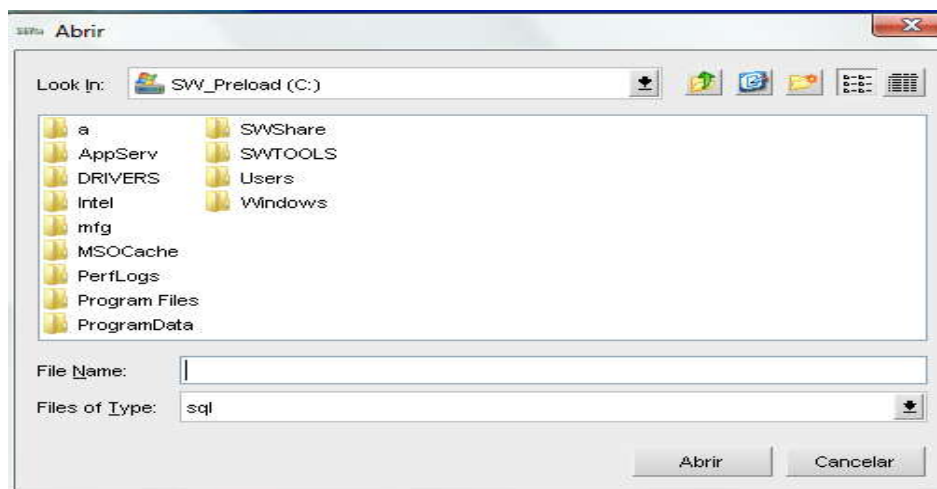 Abrir
Look In: SW_Preload (C:)
a
AppServ
DRIVERS
Intel
mfg
MSOCache
PerfLogs
Program Files
ProgramData
SWShare
SWTOOLS
Users
Windows
File Name:
Files of Type: sql
Abrir Cancelar